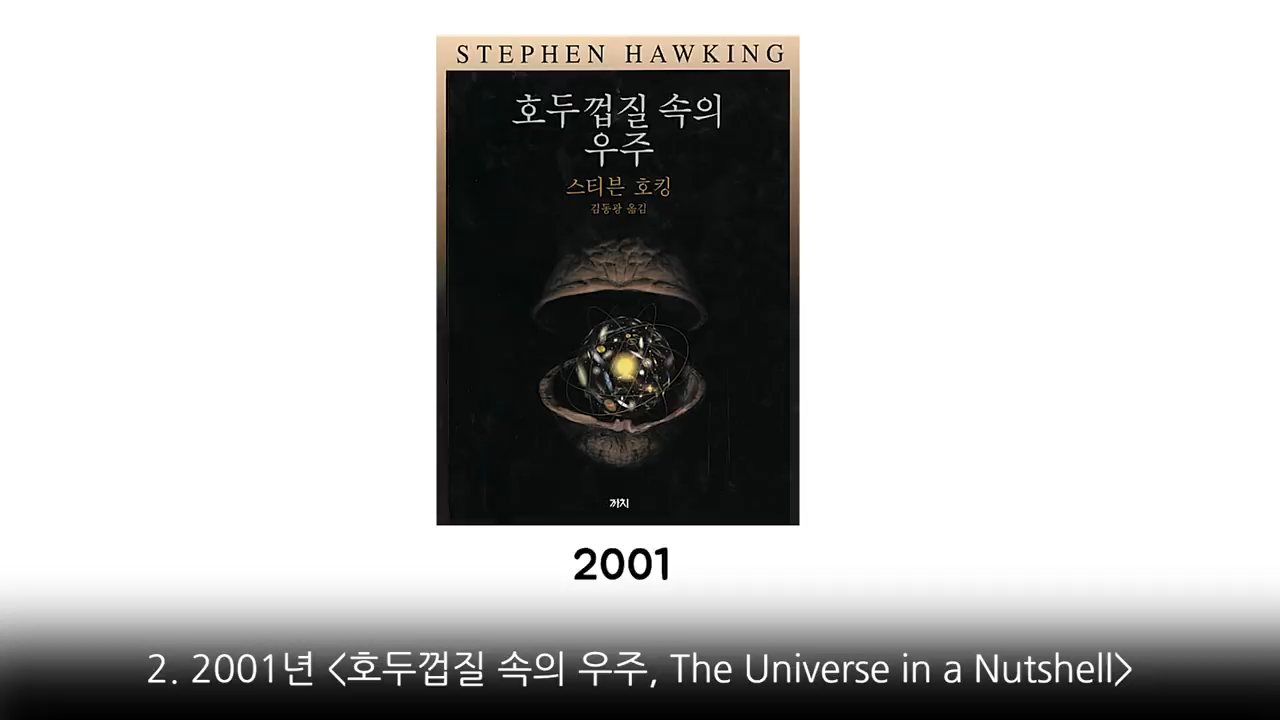 STEPHEN HAWKING
호두껍질 속의
우주
스티븐 호킹
김동광 옮김
까치
2001
2. 2001년 <호두껍질 속의 우주, The Universe in a Nutshell>